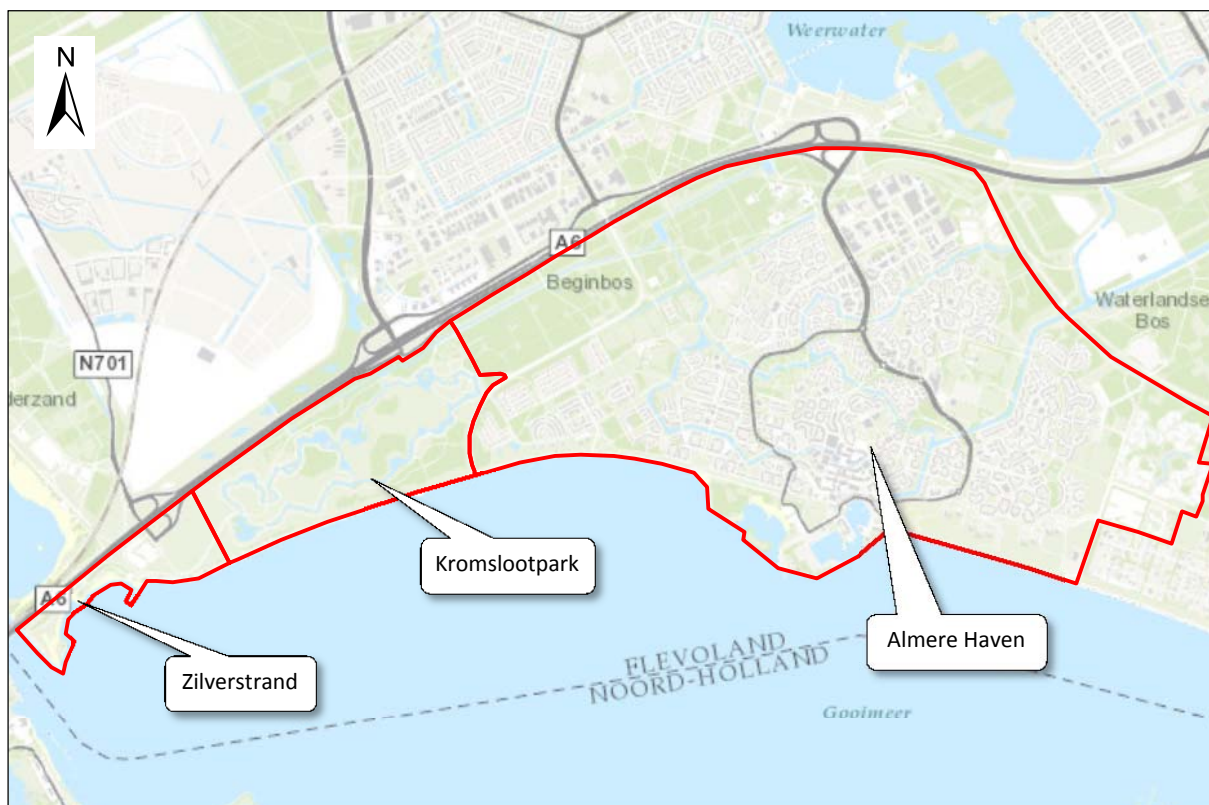 Weerwater
N
A6
Beginbos
Waterlandse
Bos
N701
derzand
Kromslootpark
A6
Zilverstrand
Almere Haven
FLEVOLAND
NOORD-HOLLAND
Gooimeer